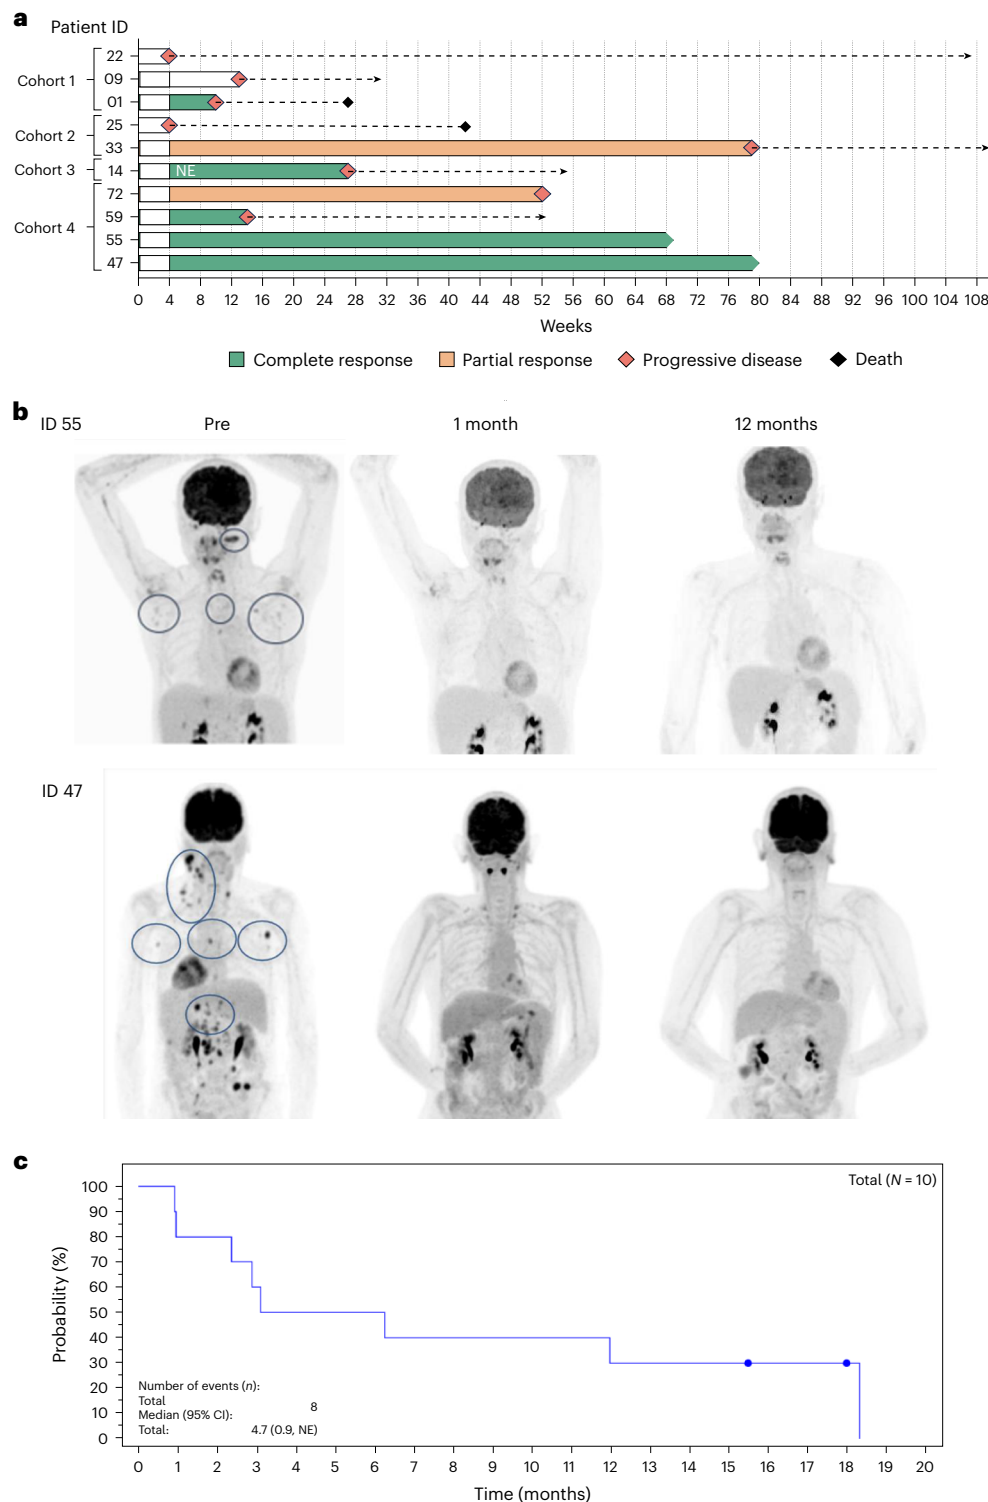 a
Patient ID
Cohort 1
22
09
01
Cohort 2
25
33
Cohort 3
14
NE
Cohort 4
72
59
55
47
0 4 8 12 16 20 24 28 32 36 40 44 48 52 56 60 64 68 72 76 80 84 88 92 96 100 104 108
Weeks
Complete response Partial response Progressive disease Death
b
ID 55 Pre 1 month 12 months
ID 47
c
Total (N = 10)
Probability (%)
100
90
80
70
60
50
40
30
20
10
0
Number of events (n):
Total 8
Median (95% CI):
Total: 4.7 (0.9, NE)
0 1 2 3 4 5 6 7 8 9 10 11 12 13 14 15 16 17 18 19 20
Time (months)